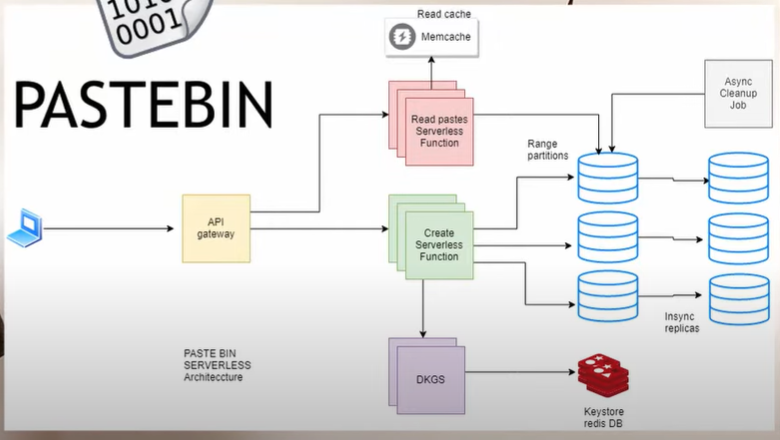 1010
0001
PASTEBIN
Read cache
Memcache
Read pastes
Serverless
Function
Range
partitions
Async
Cleanup
Job
API
gateway
Create
Serverless
Function
Insync
replicas
PASTE BIN
SERVERLESS
Architeccture
DKGS
Keystore
redis DB